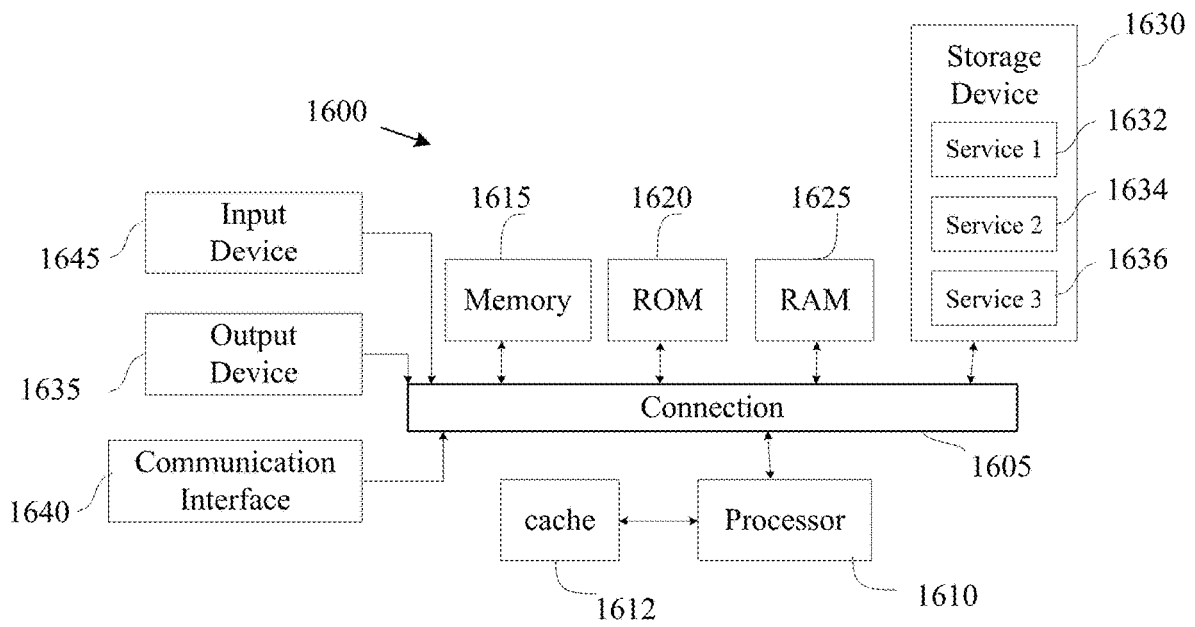 1630
Storage
Device
1600
1632
Service 1
1615
1620
1625
1634
Input
Device
Service 2
1645
1636
Memory
ROM
RAM
Service 3
Output
Device
1635
Connection
Communication
Interface
1605
1640
cache
Processor
1612
1610